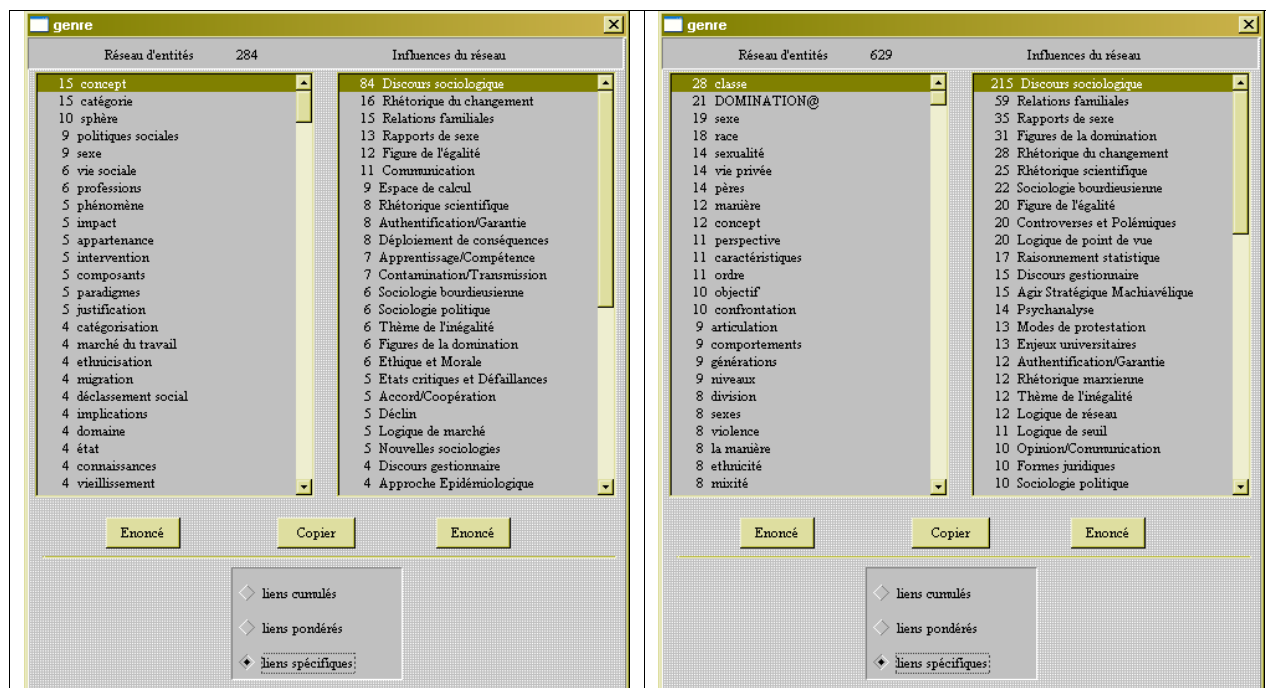 genre
Réseau d'entités 284 Influences du réseau
15 concept
15 catégorie
10 sphère
9 politiques sociales
9 sexe
6 vie sociale
6 professions
5 phénomène
5 impact
5 appartenance
5 intervention
5 composants
5 paradigmes
5 justification
4 catégorisation
4 marché du travail
4 ethnicisation
4 migration
4 déclassement social
4 implications
4 domaine
4 état
4 connaissances
4 vieillissement
84 Discours sociologique
16 Rhétorique du changement
15 Relations familiales
13 Rapports de sexe
12 Figure de l'égalité
11 Communication
9 Espace de calcul
8 Rhétorique scientifique
8 Authentification/Garantie
8 Déploiement de conséquences
7 Apprentissage/Compétence
7 Contamination/Transmission
6 Sociologie bourdieusienne
6 Sociologie politique
6 Thème de l'inégalité
6 Figures de la domination
6 Ethique et Morale
5 Etats critiques et Défaillances
5 Accord/Coopération
5 Déclin
5 Logique de marché
5 Nouvelles sociologies
4 Discours gestionnaire
4 Approche Epidémiologique
Enoncé Copier Enoncé
liens cumulés
liens pondérés
liens spécifiques
genre
Réseau d'entités 629 Influences du réseau
28 classe
21 DOMINATION@
19 sexe
18 race
14 sexualité
14 vie privée
14 pères
12 manière
12 concept
11 perspective
11 caractéristiques
11 ordre
10 objectif
10 confrontation
9 articulation
9 comportements
9 générations
9 niveaux
8 division
8 sexes
8 violence
8 la manière
8 ethnicité
8 mixité
215 Discours sociologique
59 Relations familiales
35 Rapports de sexe
31 Figures de la domination
28 Rhétorique du changement
25 Rhétorique scientifique
22 Sociologie bourdieusienne
20 Figure de l'égalité
20 Controverses et Polémiques
20 Logique de point de vue
17 Raisonnement statistique
15 Discours gestionnaire
15 Agir Stratégique Machiavélique
14 Psychanalyse
13 Modes de protestation
13 Enjeux universitaires
12 Authentification/Garantie
12 Rhétorique marxienne
12 Thème de l'inégalité
12 Logique de réseau
11 Logique de seuil
10 Opinion/Communication
10 Formes juridiques
10 Sociologie politique
Enoncé Copier Enoncé
liens cumulés
liens pondérés
liens spécifiques